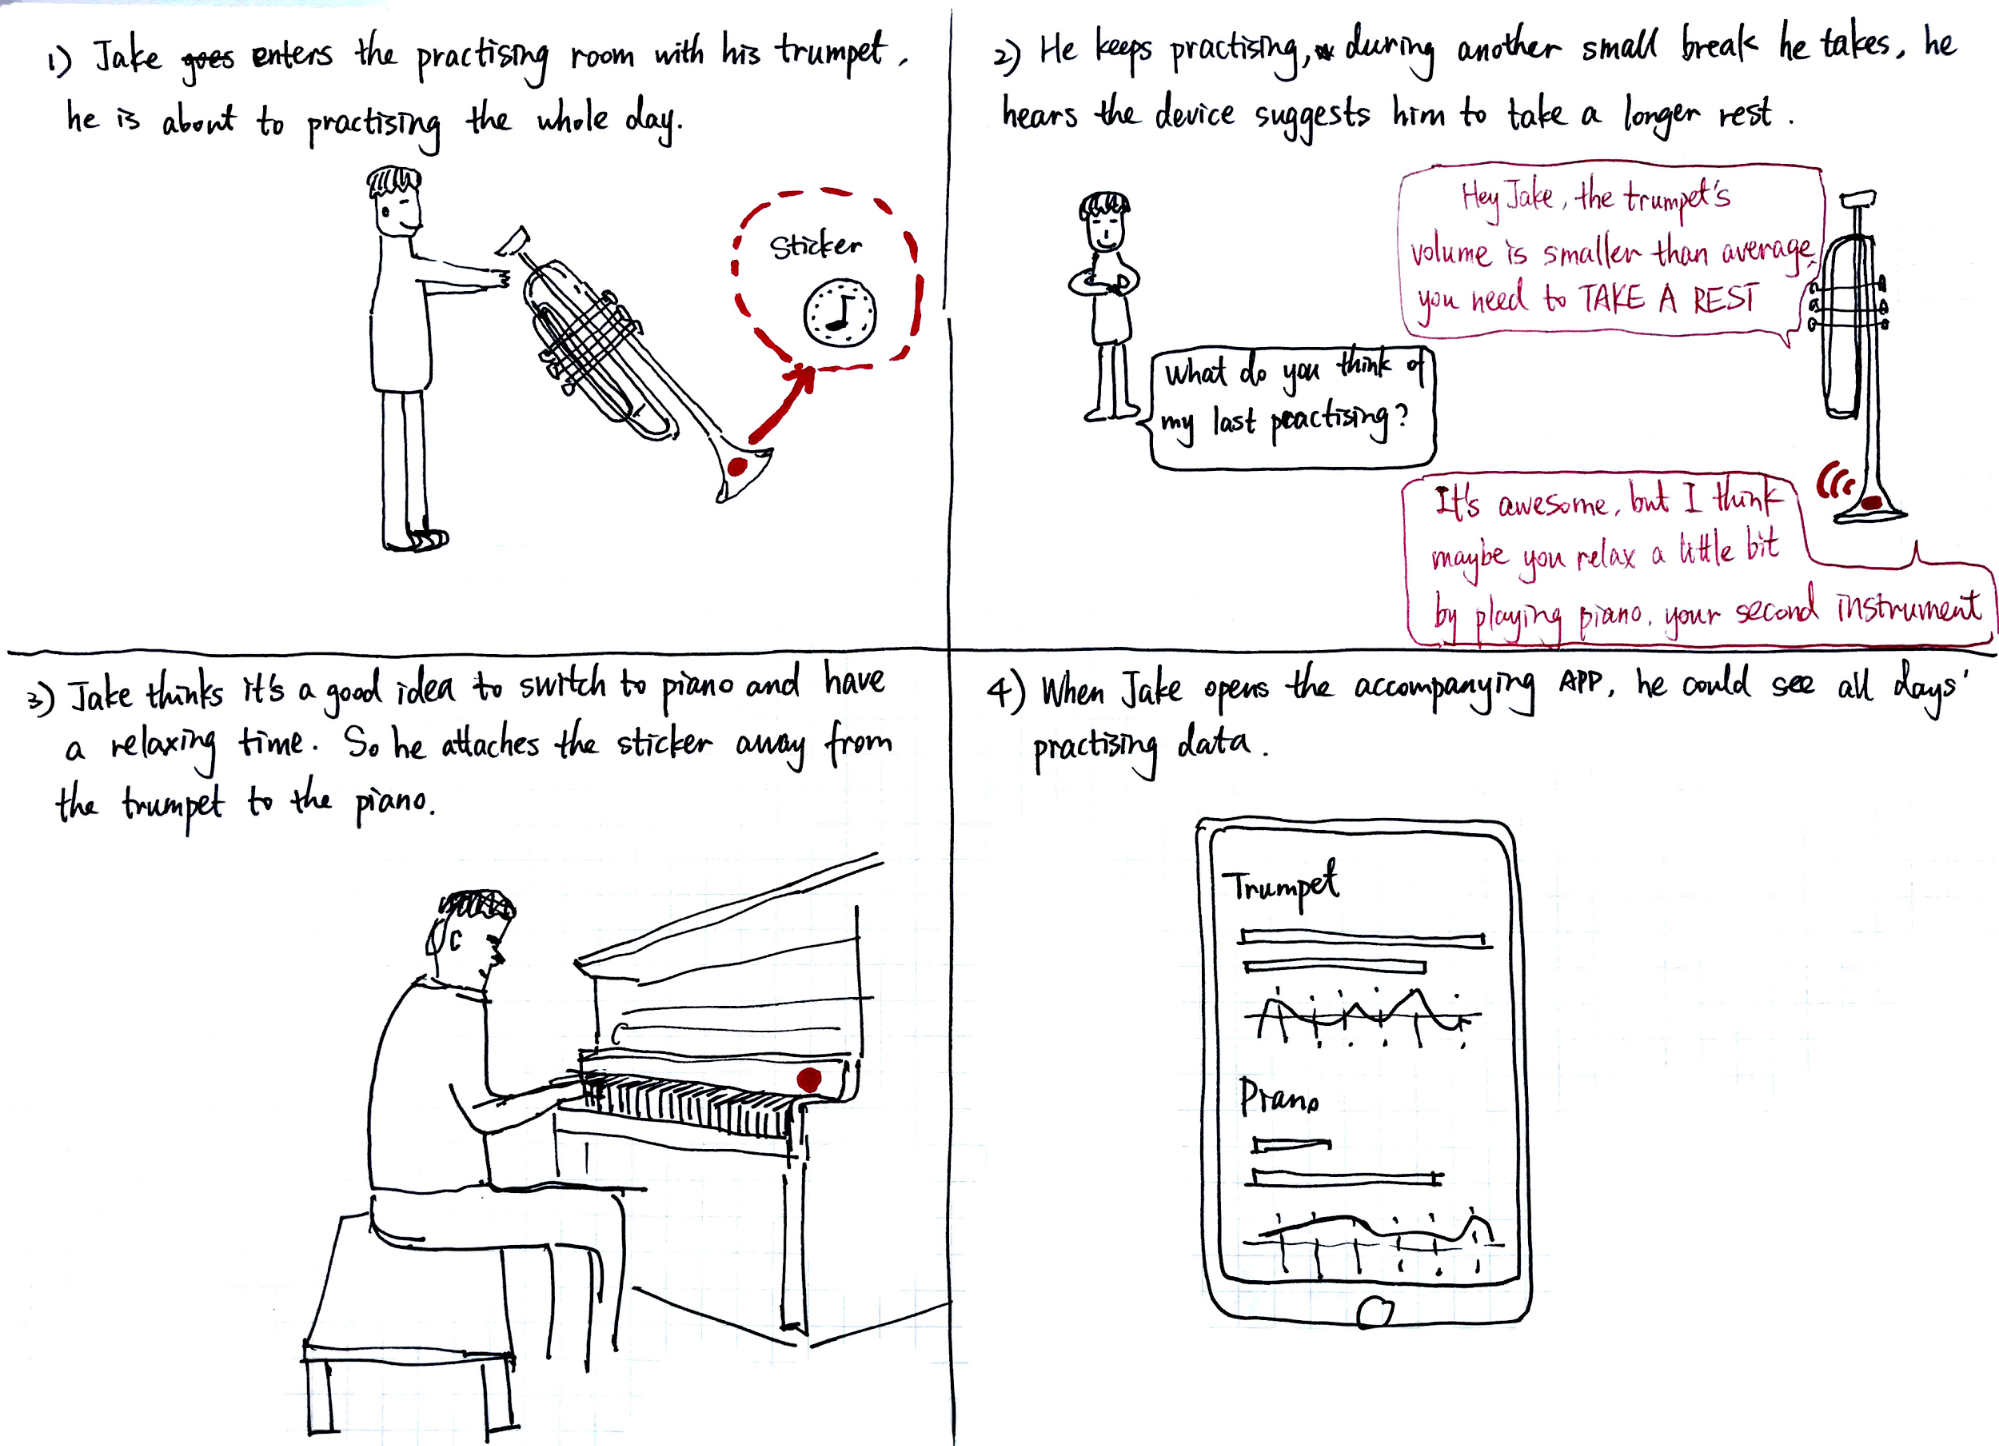 1) Jake goes enters the practising room with his trumpet,
he is about to practising the whole day.
Sticker
2) He keeps practising, during another small break he takes, he
hears the device suggests him to take a longer rest.
Hey Jake, the trumpet's
volume is smaller than average,
you need to TAKE A REST
What do you think of
my last practising?
It's awesome, but I think
maybe you relax a little bit
by playing piano, your second instrument
3) Jake thinks it's a good idea to switch to piano and have
a relaxing time. So he attaches the sticker away from
the trumpet to the piano.
4) When Jake opens the accompanying APP, he could see all days'
practising data.
Trumpet
Piano